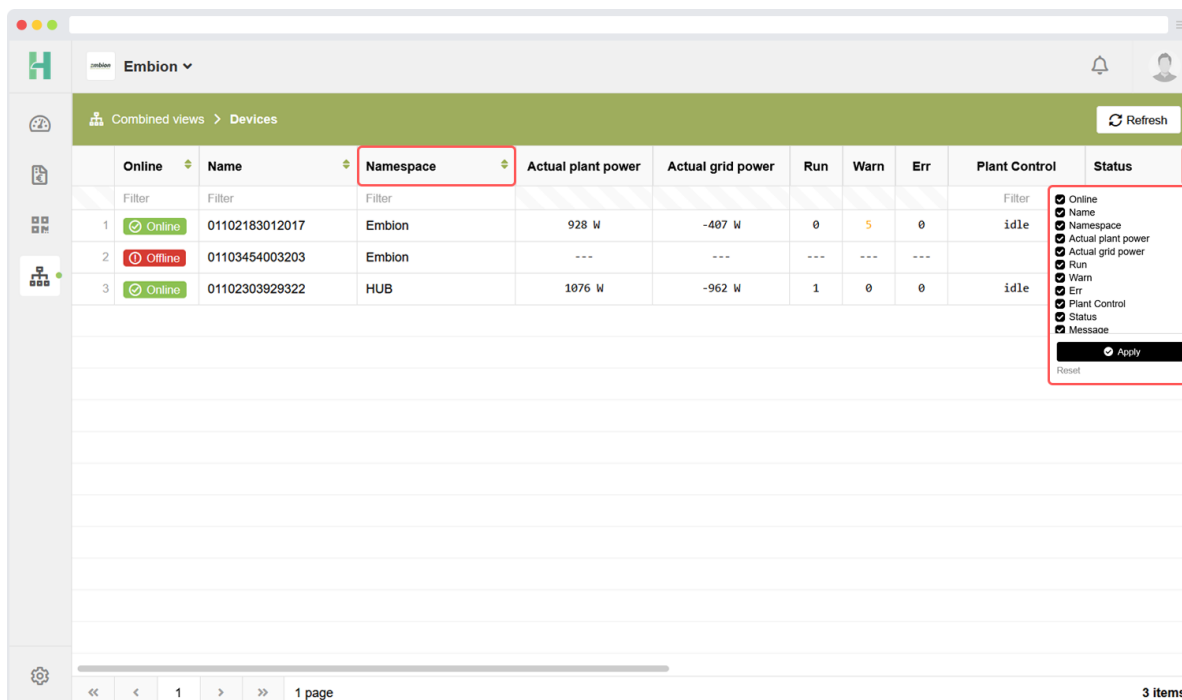 embion Embion
Combined views > Devices Refresh
Online Name Namespace Actual plant power Actual grid power Run Warn Err Plant Control Status
Filter Filter Filter Filter
1 Online 01102183012017 Embion 928 W -407 W 0 5 0 idle
2 Offline 01103454003203 Embion --- --- --- --- ---
3 Online 01102303929322 HUB 1076 W -962 W 1 0 0 idle
Online
Name
Namespace
Actual plant power
Actual grid power
Run
Warn
Err
Plant Control
Status
Message
Apply
Reset
<< < 1 > >> 1 page 3 items